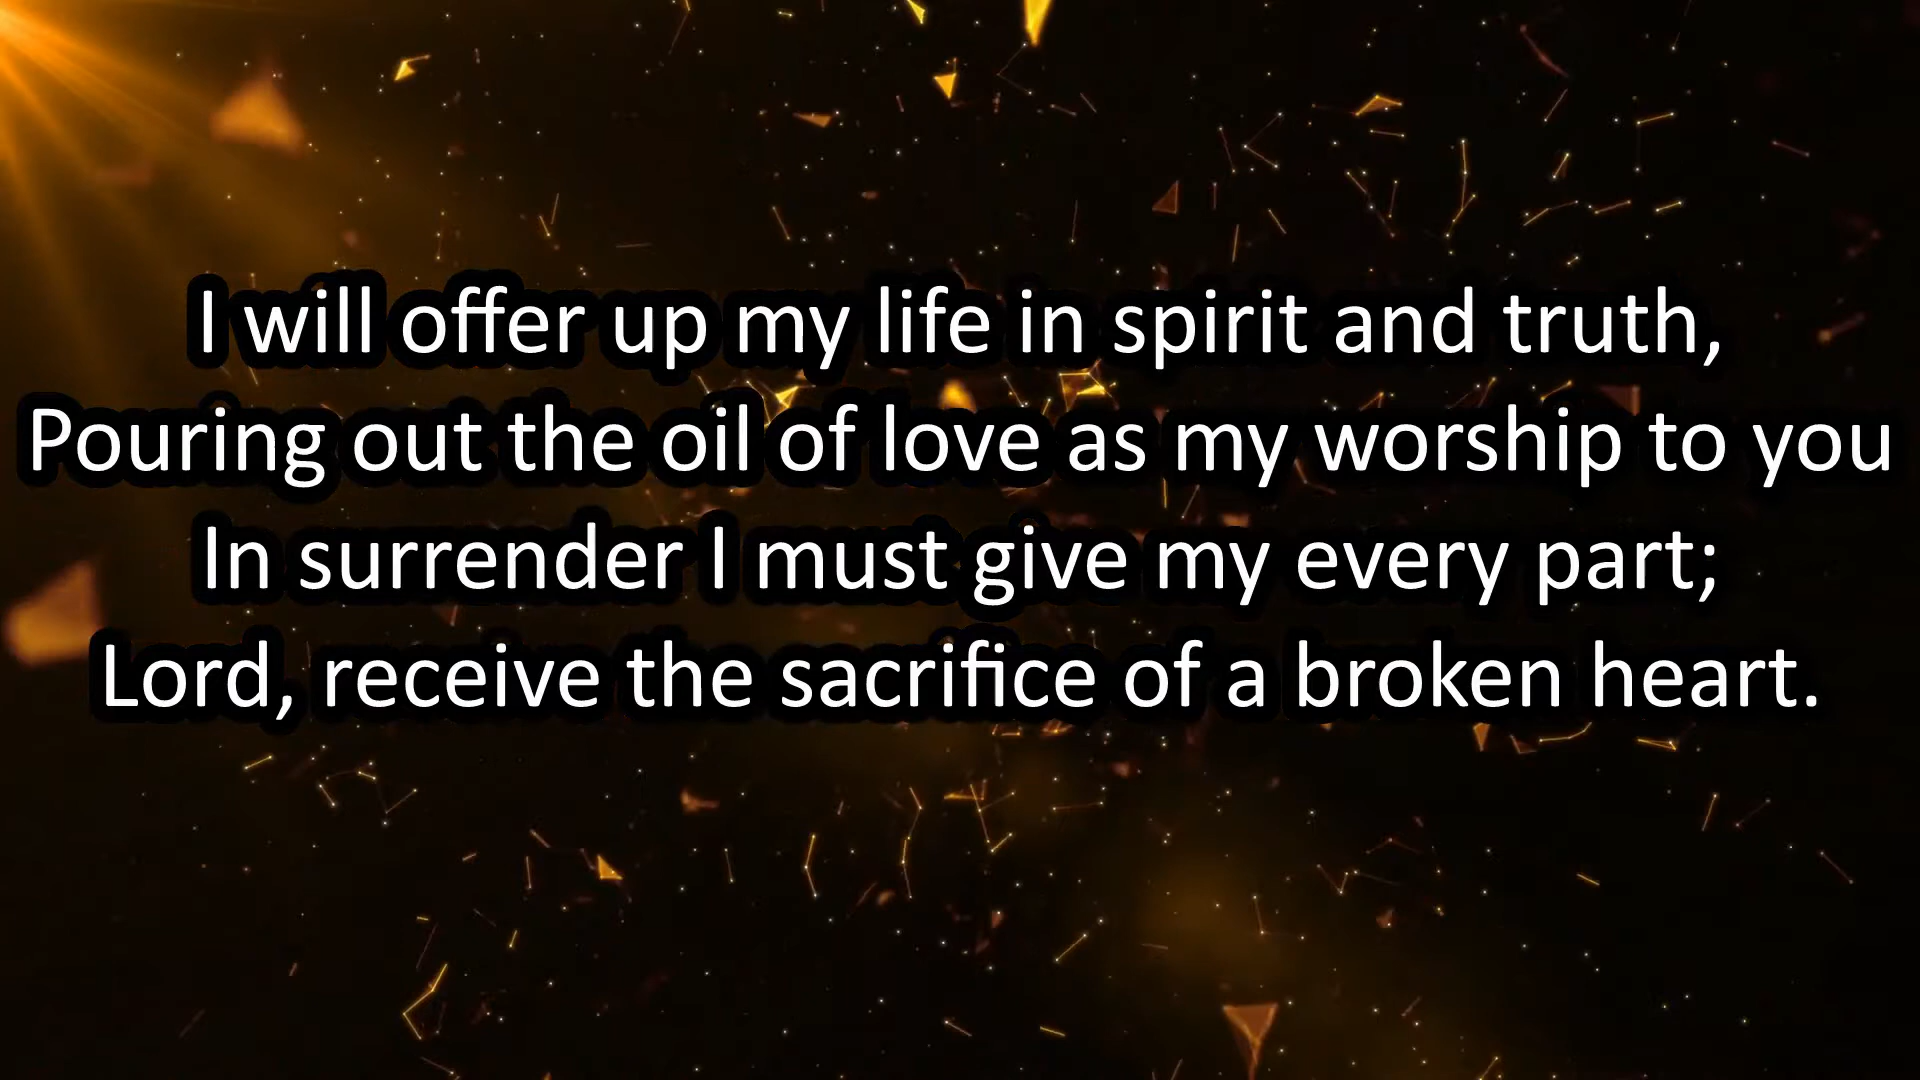 I will offer up my life in spirit and truth,
Pouring out the oil of love as my worship to you
In surrender I must give my every part;
Lord, receive the sacrifice of a broken heart.